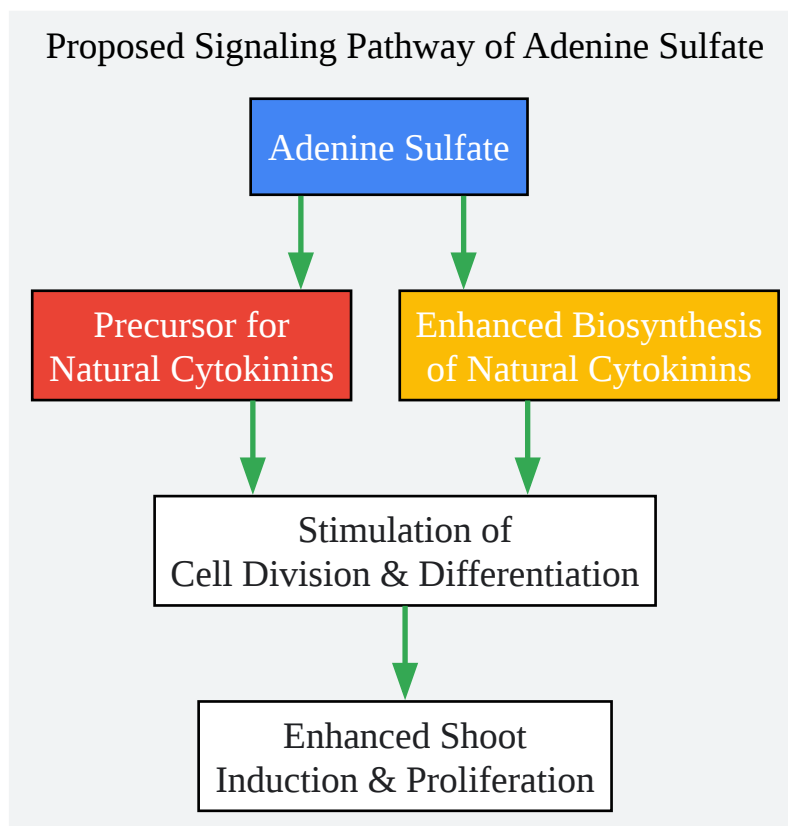 Proposed Signaling Pathway of Adenine Sulfate
Adenine Sulfate
Precursor for
Natural Cytokinins
Enhanced Biosynthesis
of Natural Cytokinins
Stimulation of
Cell Division & Differentiation
Enhanced Shoot
Induction & Proliferation